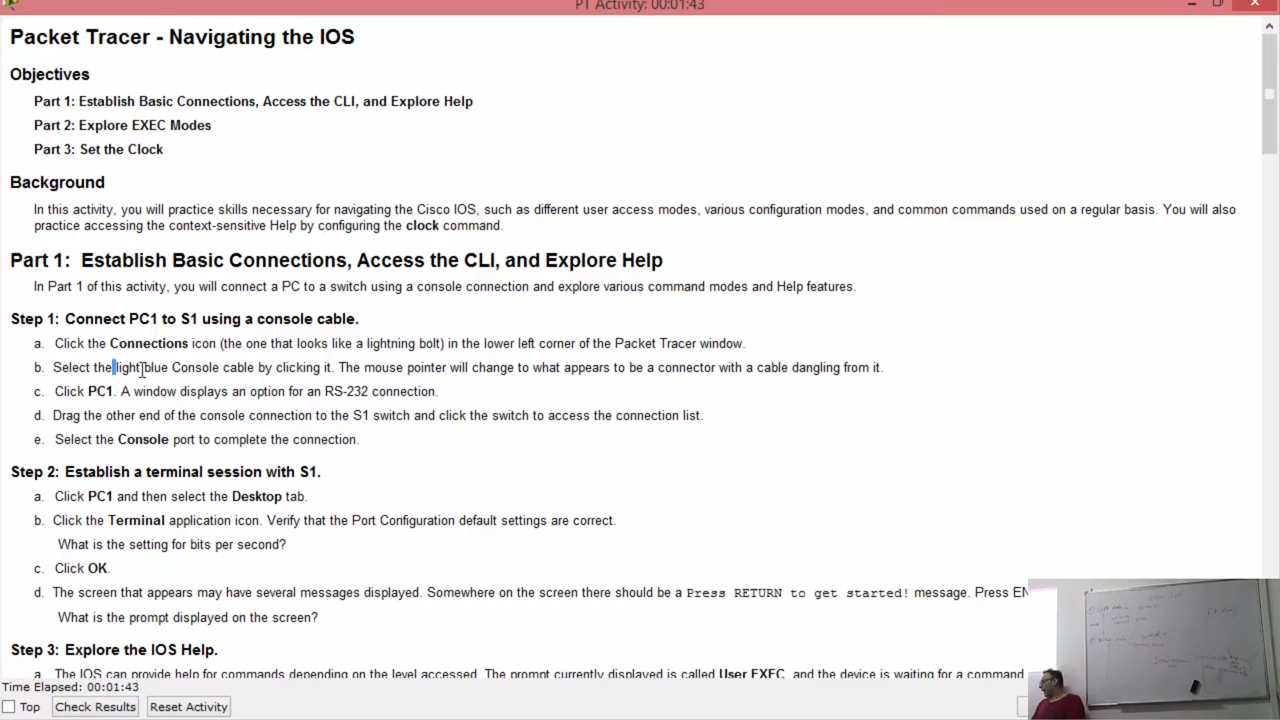 PT Activity: 00:01:43
Packet Tracer - Navigating the IOS
Objectives
Part 1: Establish Basic Connections, Access the CLI, and Explore Help
Part 2: Explore EXEC Modes
Part 3: Set the Clock
Background
In this activity, you will practice skills necessary for navigating the Cisco IOS, such as different user access modes, various configuration modes, and common commands used on a regular basis. You will also
practice accessing the context-sensitive Help by configuring the clock command.
Part 1: Establish Basic Connections, Access the CLI, and Explore Help
In Part 1 of this activity, you will connect a PC to a switch using a console connection and explore various command modes and Help features.
Step 1: Connect PC1 to S1 using a console cable.
a. Click the Connections icon (the one that looks like a lightning bolt) in the lower left corner of the Packet Tracer window.
b. Select the light blue Console cable by clicking it. The mouse pointer will change to what appears to be a connector with a cable dangling from it.
c. Click PC1. A window displays an option for an RS-232 connection.
d. Drag the other end of the console connection to the S1 switch and click the switch to access the connection list.
e. Select the Console port to complete the connection.
Step 2: Establish a terminal session with S1.
a. Click PC1 and then select the Desktop tab.
b. Click the Terminal application icon. Verify that the Port Configuration default settings are correct.
What is the setting for bits per second?
c. Click OK.
d. The screen that appears may have several messages displayed. Somewhere on the screen there should be a Press RETURN to get started! message. Press EN
What is the prompt displayed on the screen?
Step 3: Explore the IOS Help.
a. The IOS can provide help for commands depending on the level accessed. The prompt currently displayed is called User EXEC, and the device is waiting for a command
Time Elapsed: 00:01:43
Top Check Results Reset Activity